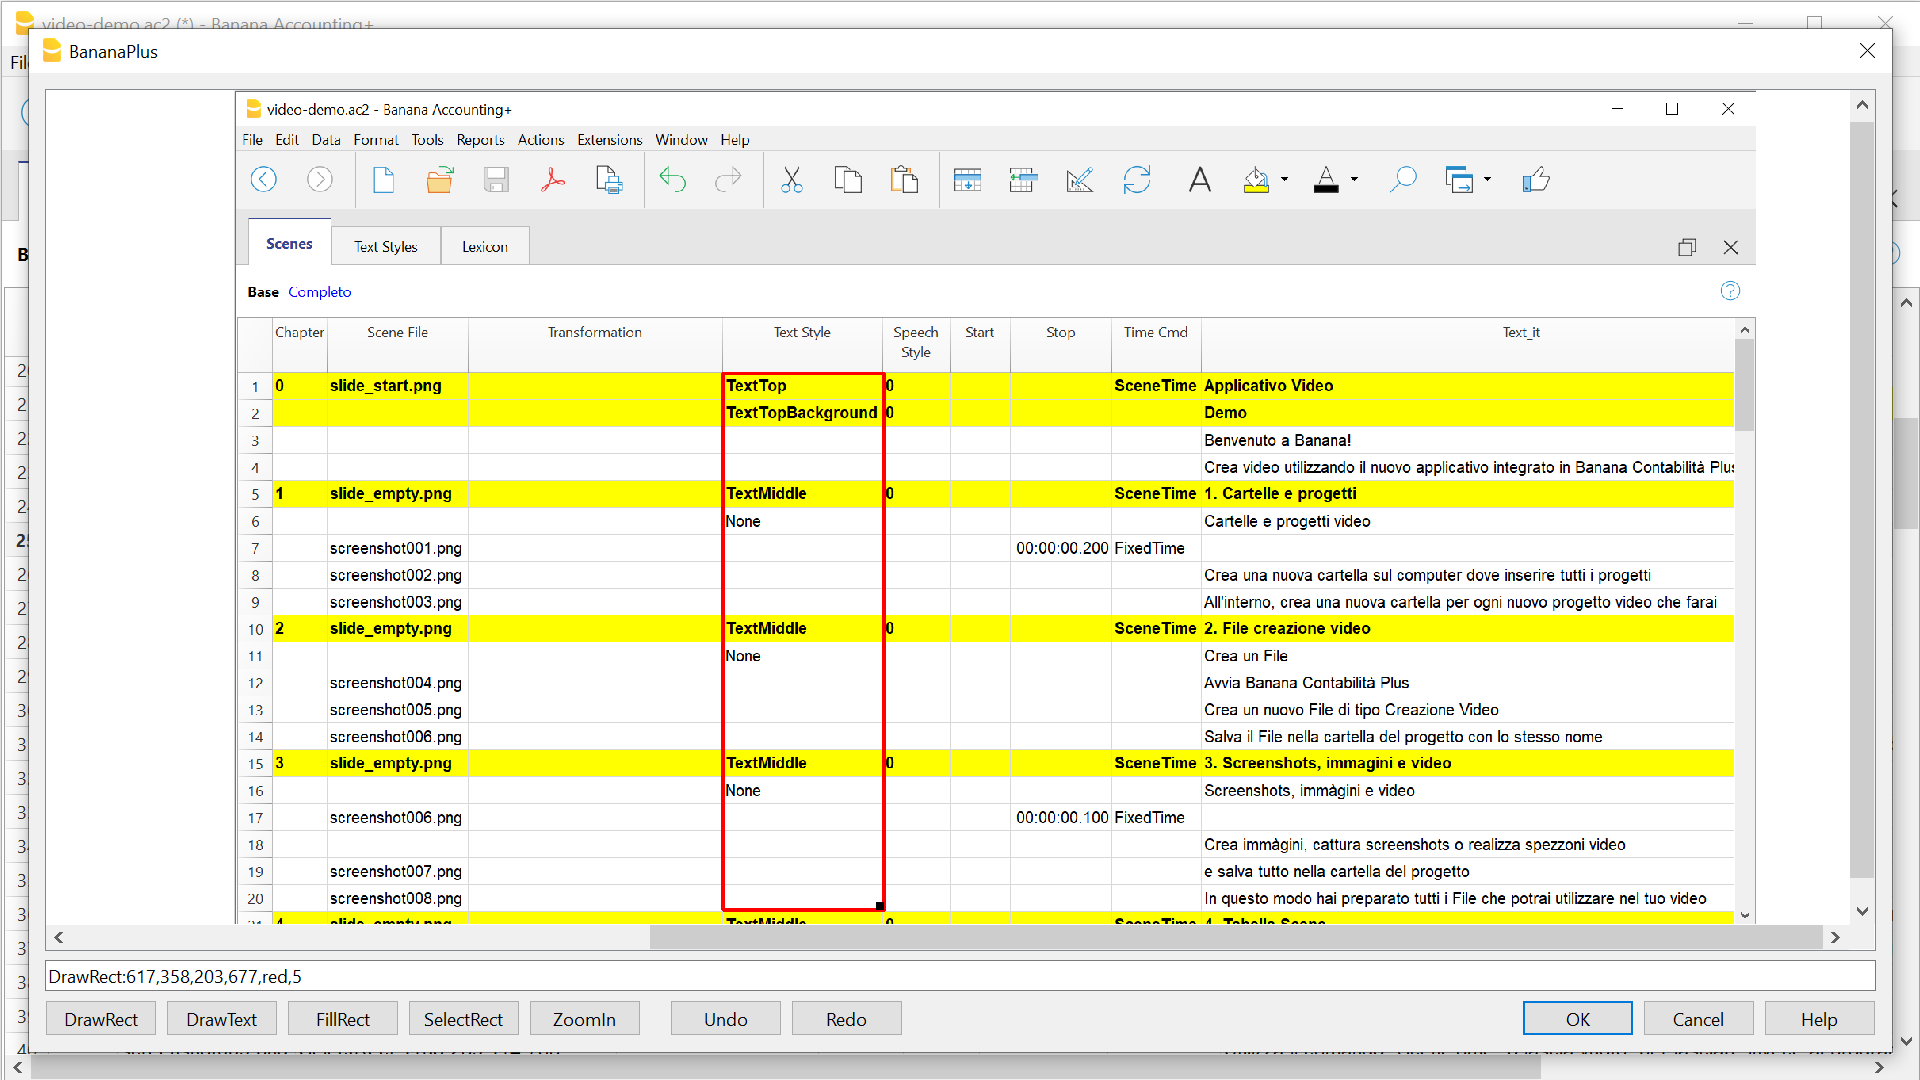 video-demo.ac2 (*) - Banana Accounting+
BananaPlus
video-demo.ac2 - Banana Accounting+
File Edit Data Format Tools Reports Actions Extensions Window Help
Scenes Text Styles Lexicon
Base Completo
Chapter Scene File Transformation Text Style Speech Style Start Stop Time Cmd Text_it
1 0 slide_start.png TextTop 0 SceneTime Applicativo Video
2 TextTopBackground 0 Demo
3 Benvenuto a Banana!
4 Crea video utilizzando il nuovo applicativo integrato in Banana Contabilità Plus
5 1 slide_empty.png TextMiddle 0 SceneTime 1. Cartelle e progetti
6 None Cartelle e progetti video
7 screenshot001.png 00:00:00.200 FixedTime
8 screenshot002.png Crea una nuova cartella sul computer dove inserire tutti i progetti
9 screenshot003.png All'interno, crea una nuova cartella per ogni nuovo progetto video che farai
10 2 slide_empty.png TextMiddle 0 SceneTime 2. File creazione video
11 None Crea un File
12 screenshot004.png Avvia Banana Contabilità Plus
13 screenshot005.png Crea un nuovo File di tipo Creazione Video
14 screenshot006.png Salva il File nella cartella del progetto con lo stesso nome
15 3 slide_empty.png TextMiddle 0 SceneTime 3. Screenshots, immagini e video
16 None Screenshots, immàgini e video
17 screenshot006.png 00:00:00.100 FixedTime
18 Crea immàgini, cattura screenshots o realizza spezzoni video
19 screenshot007.png e salva tutto nella cartella del progetto
20 screenshot008.png In questo modo hai preparato tutti i File che potrai utilizzare nel tuo video
DrawRect:617,358,203,677,red,5
DrawRect DrawText FillRect SelectRect ZoomIn Undo Redo OK Cancel Help